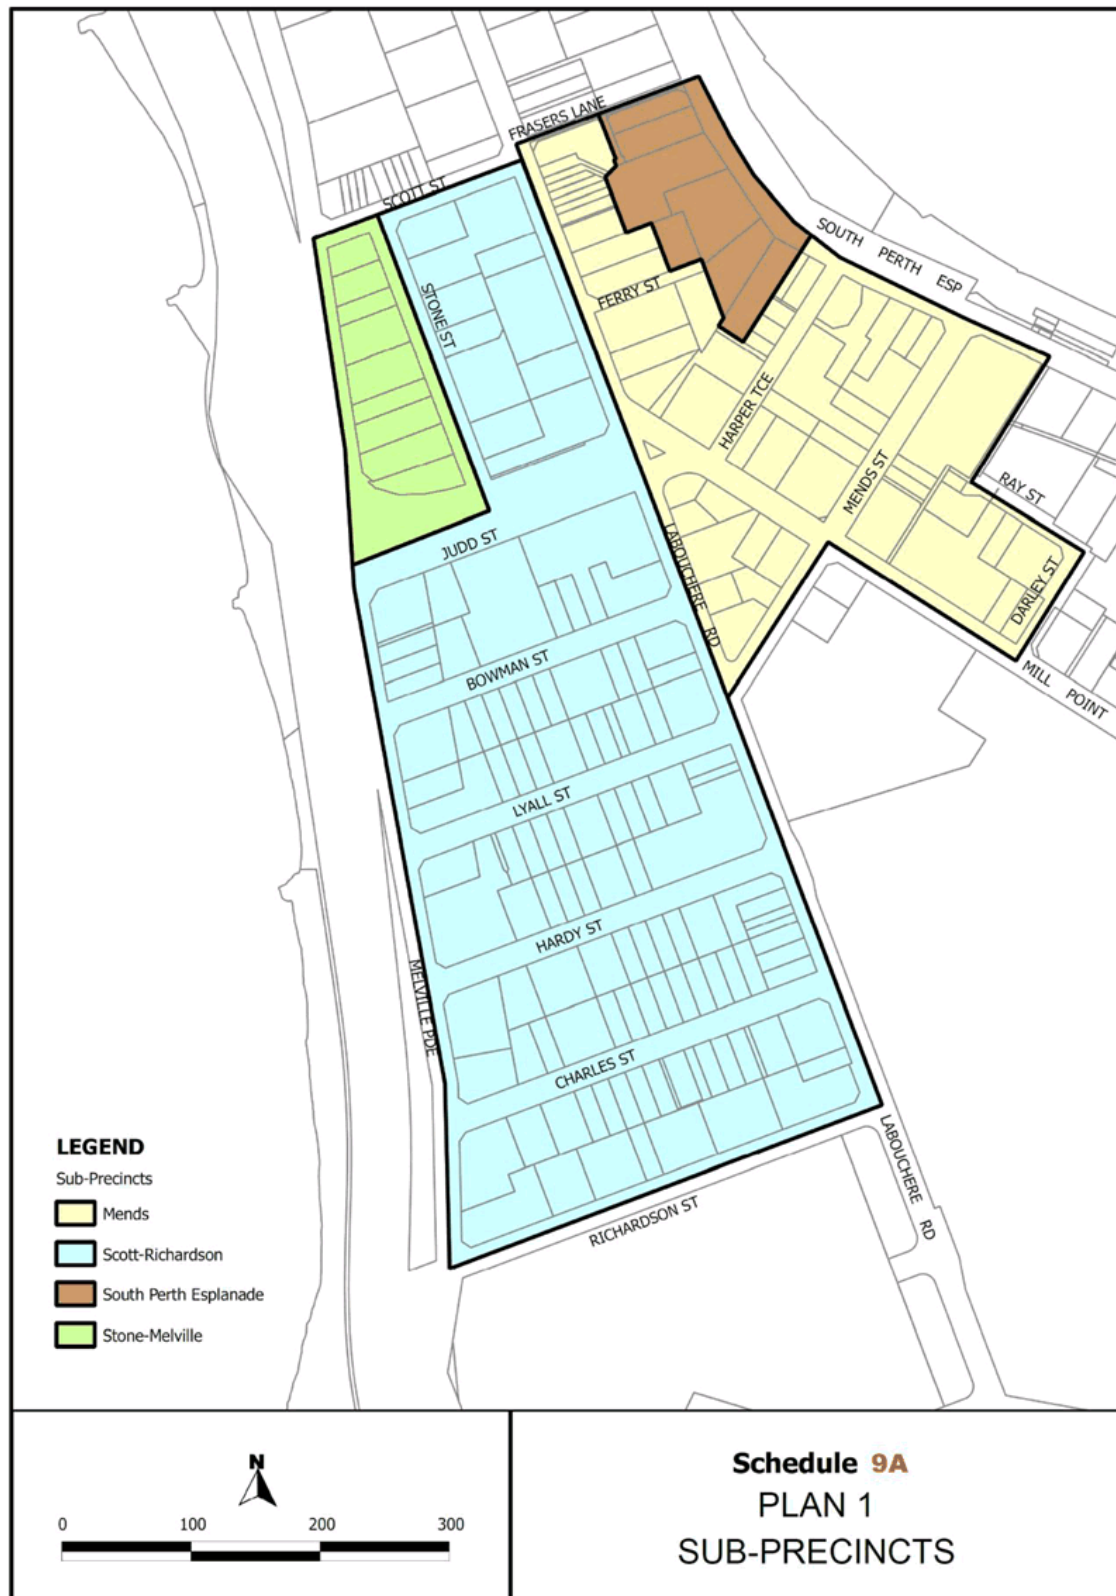 FRASERS LANE
SCOTT ST
SOUTH PERTH ESP
STONE ST
FERRY ST
HARPER TCE
MENDS ST
RAY ST
JUDD ST
LABOUCHERE RD
DARLEY ST
BOWMAN ST
MILL POINT
LYALL ST
HARDY ST
MELVILLE PDE
CHARLES ST
LABOUCHERE RD
RICHARDSON ST
LEGEND
Sub-Precincts
Mends
Scott-Richardson
South Perth Esplanade
Stone-Melville
N
0 100 200 300
Schedule 9A
PLAN 1
SUB-PRECINCTS